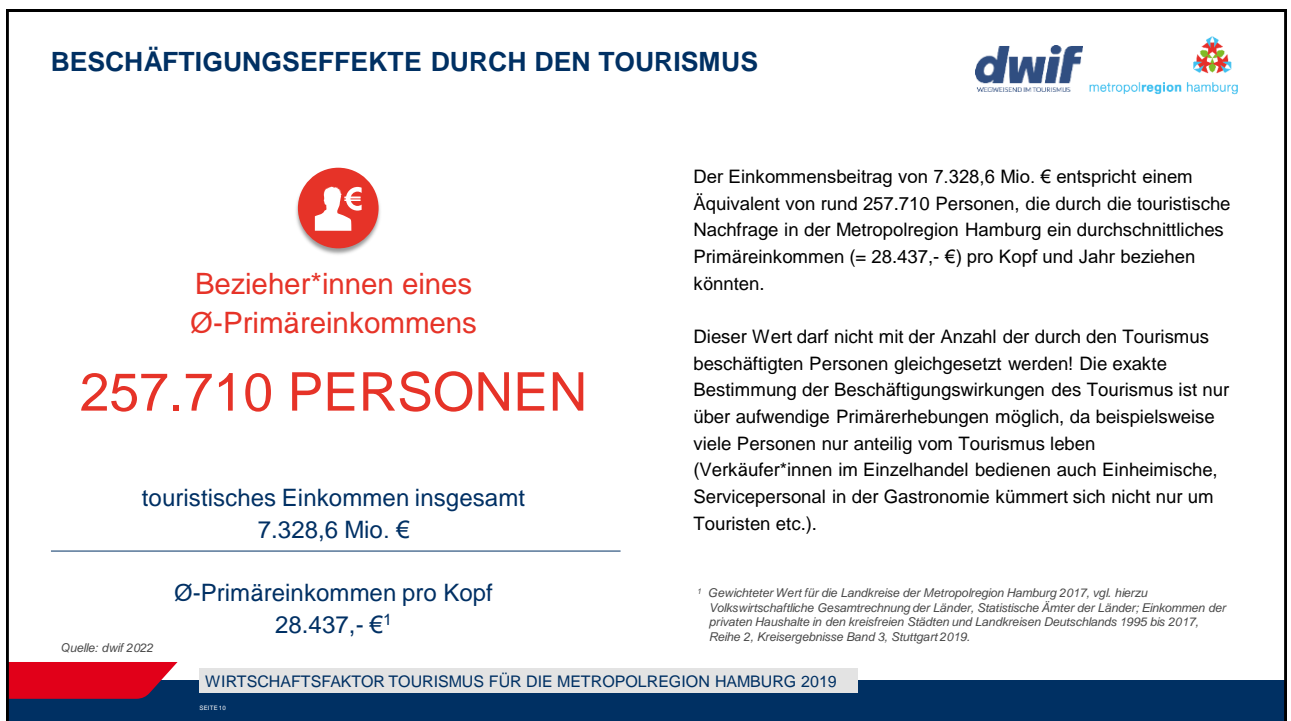 BESCHÄFTIGUNGSEFFEKTE DURCH DEN TOURISMUS
dwif
WEGWEISEND IM TOURISMUS
metropolregion hamburg
€
Bezieher*innen eines
Ø-Primäreinkommens
257.710 PERSONEN
touristisches Einkommen insgesamt
7.328,6 Mio. €
Ø-Primäreinkommen pro Kopf
28.437,- €¹
Quelle: dwif 2022
Der Einkommensbeitrag von 7.328,6 Mio. € entspricht einem
Äquivalent von rund 257.710 Personen, die durch die touristische
Nachfrage in der Metropolregion Hamburg ein durchschnittliches
Primäreinkommen (= 28.437,- €) pro Kopf und Jahr beziehen
könnten.
Dieser Wert darf nicht mit der Anzahl der durch den Tourismus
beschäftigten Personen gleichgesetzt werden! Die exakte
Bestimmung der Beschäftigungswirkungen des Tourismus ist nur
über aufwendige Primärerhebungen möglich, da beispielsweise
viele Personen nur anteilig vom Tourismus leben
(Verkäufer*innen im Einzelhandel bedienen auch Einheimische,
Servicepersonal in der Gastronomie kümmert sich nicht nur um
Touristen etc.).
¹ Gewichteter Wert für die Landkreise der Metropolregion Hamburg 2017, vgl. hierzu
Volkswirtschaftliche Gesamtrechnung der Länder, Statistische Ämter der Länder; Einkommen der
privaten Haushalte in den kreisfreien Städten und Landkreisen Deutschlands 1995 bis 2017,
Reihe 2, Kreisergebnisse Band 3, Stuttgart 2019.
WIRTSCHAFTSFAKTOR TOURISMUS FÜR DIE METROPOLREGION HAMBURG 2019
SEITE 10